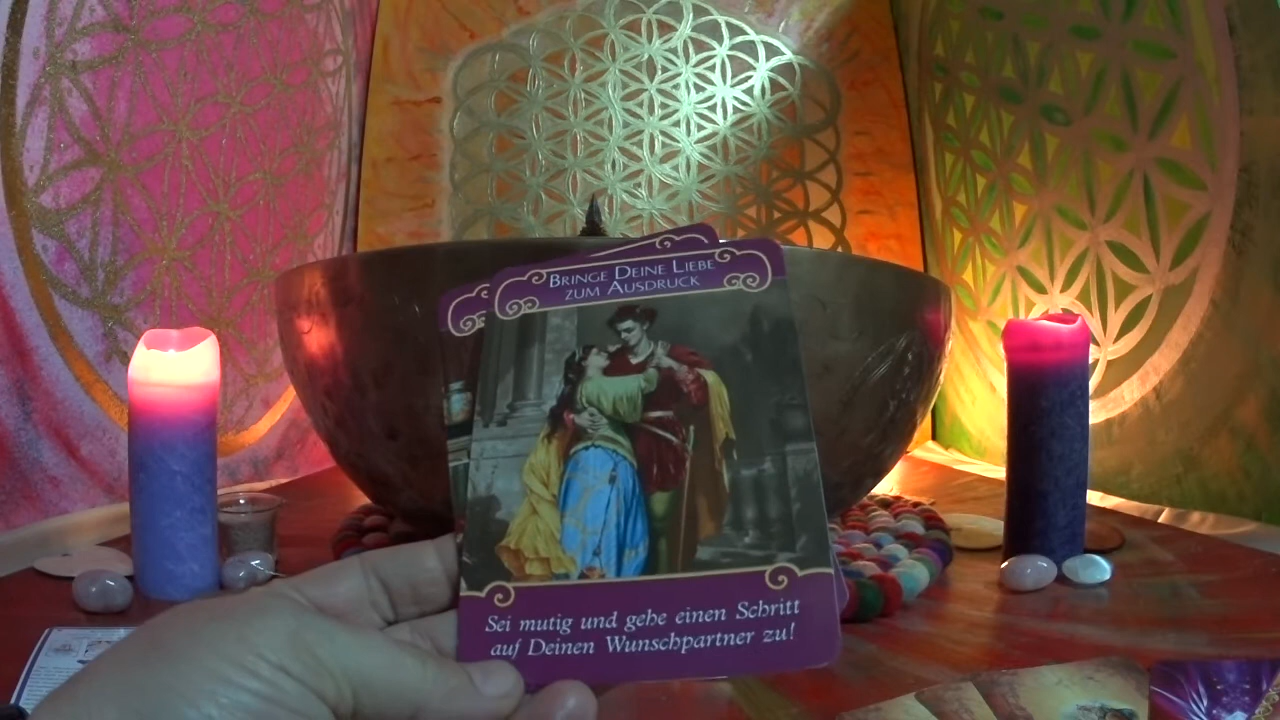 Bringe Deine Liebe
zum Ausdruck
Sei mutig und gehe einen Schritt
auf Deinen Wunschpartner zu!